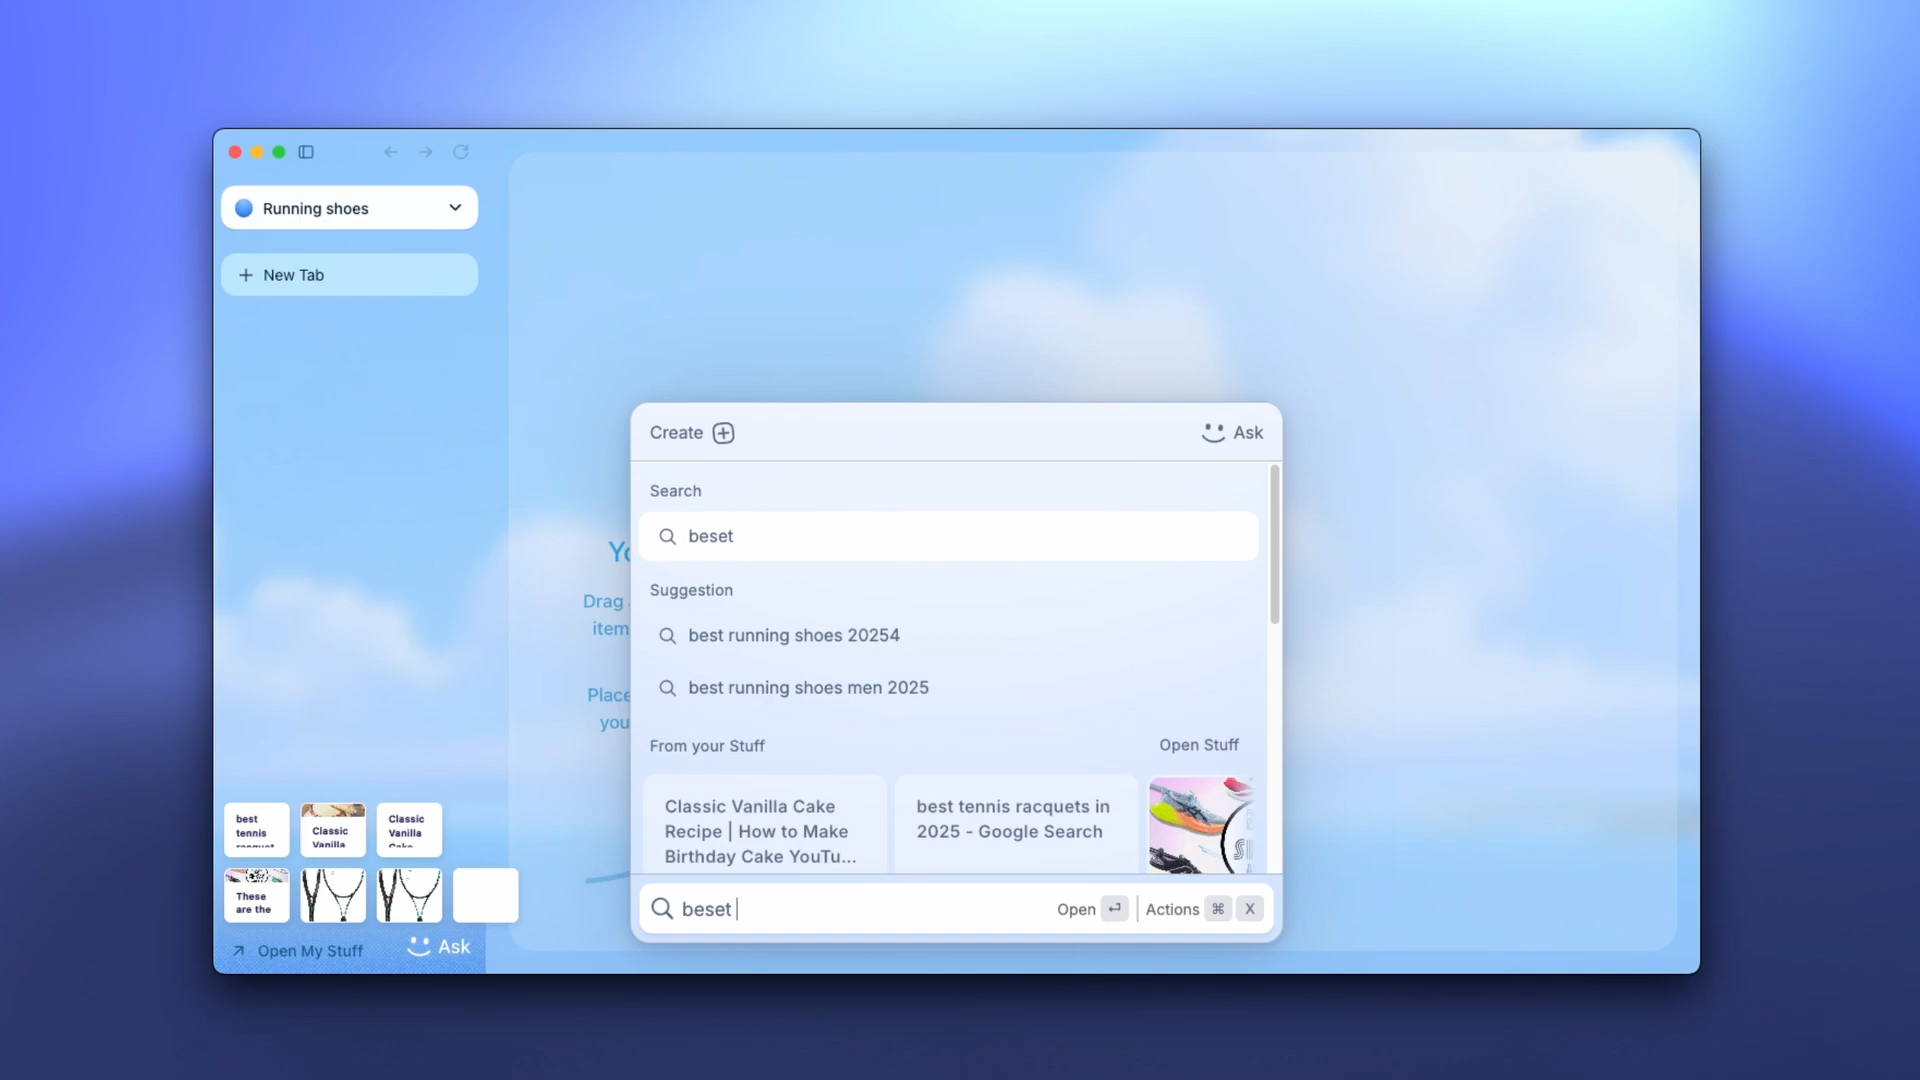 Running shoes
New Tab
Create
Ask
Search
beset
Suggestion
best running shoes 20254
best running shoes men 2025
Drag
item
Place
you
From your Stuff
Open Stuff
Classic Vanilla Cake
Recipe | How to Make
Birthday Cake YouTu...
best tennis racquets in
2025 - Google Search
beset
Open
Actions ⌘ X
best
tennis
racquet
Classic
Vanilla
Classic
Vanilla
Cake
These
are the
Open My Stuff
Ask